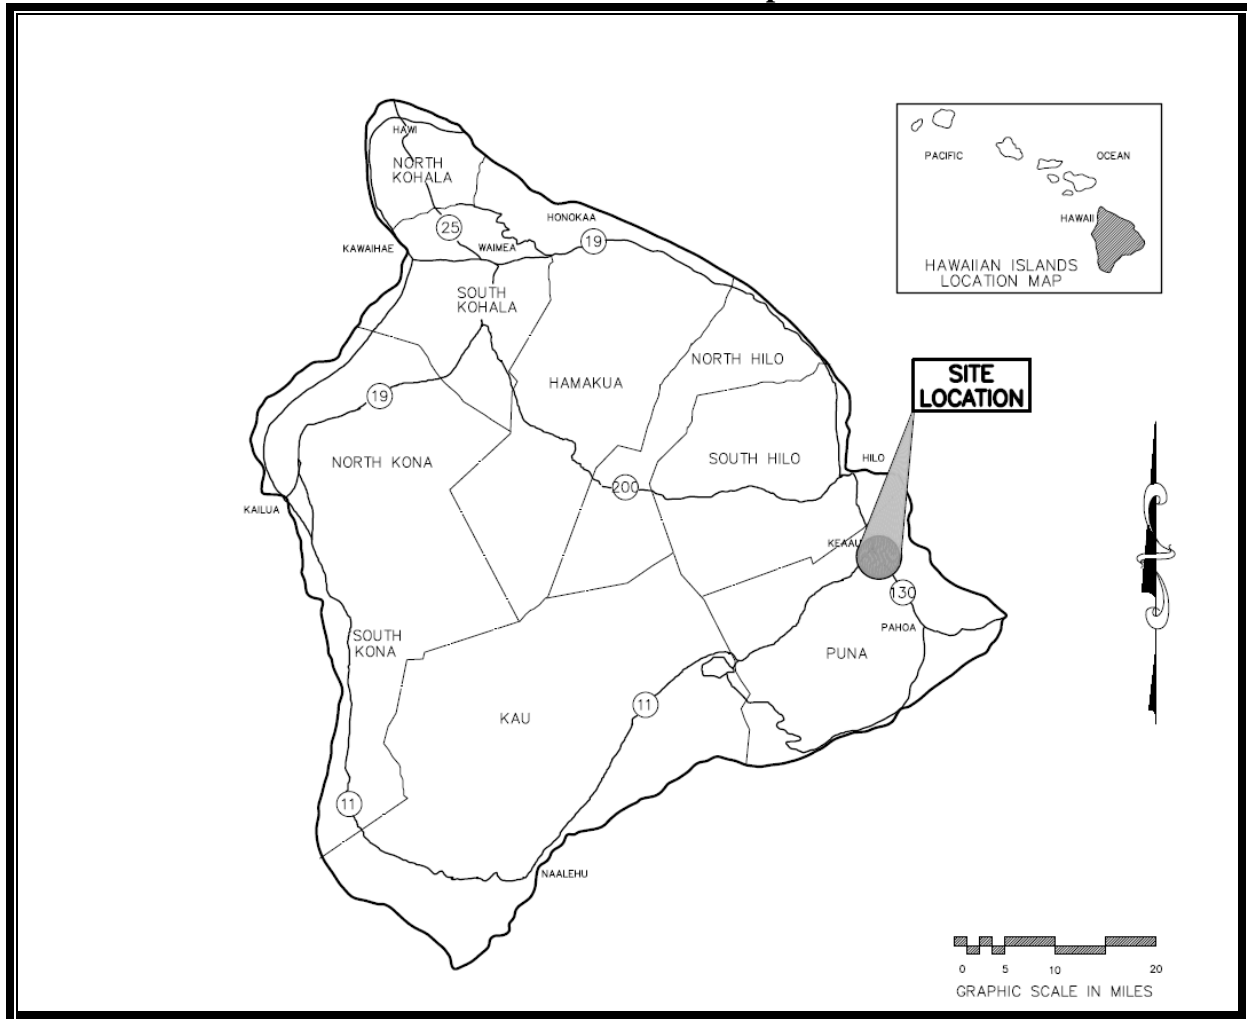 HAWI
NORTH
KOHALA
25
KAWAIHAE
WAIMEA
HONOKAA
19
SOUTH
KOHALA
PACIFIC
OCEAN
HAWAII
HAWAIIAN ISLANDS
LOCATION MAP
NORTH HILO
HAMAKUA
19
SITE
LOCATION
NORTH KONA
SOUTH HILO
HILO
200
KAILUA
KEAAU
130
PAHOA
SOUTH
KONA
PUNA
KAU
11
11
NAALEHU
0 5 10 20
GRAPHIC SCALE IN MILES